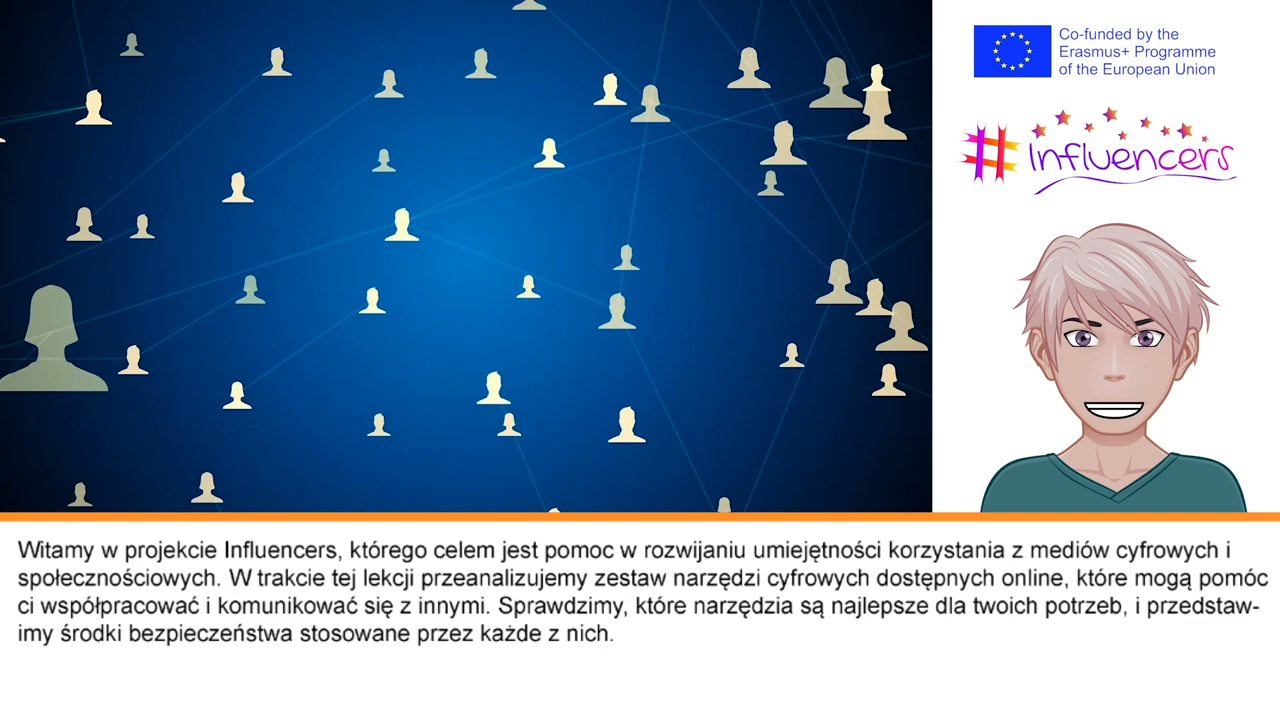 Co-funded by the
Erasmus+ Programme
of the European Union
#Influencers
Witamy w projekcie Influencers, którego celem jest pomoc w rozwijaniu umiejętności korzystania z mediów cyfrowych i
społecznościowych. W trakcie tej lekcji przeanalizujemy zestaw narzędzi cyfrowych dostępnych online, które mogą pomóc
ci współpracować i komunikować się z innymi. Sprawdzimy, które narzędzia są najlepsze dla twoich potrzeb, i przedstaw-
imy środki bezpieczeństwa stosowane przez każde z nich.